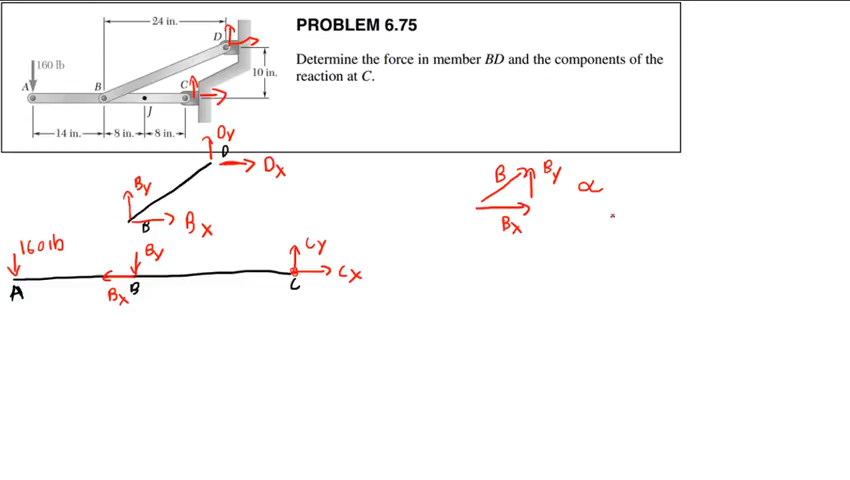 PROBLEM 6.75
Determine the force in member BD and the components of the
reaction at C.
24 in.
D
160 lb
10 in.
A
B
C
J
14 in.
8 in.
8 in.
Dy
D
Dx
By
B
Bx
B
By
α
Bx
160 lb
By
Cy
Cx
A
Bx
B
C